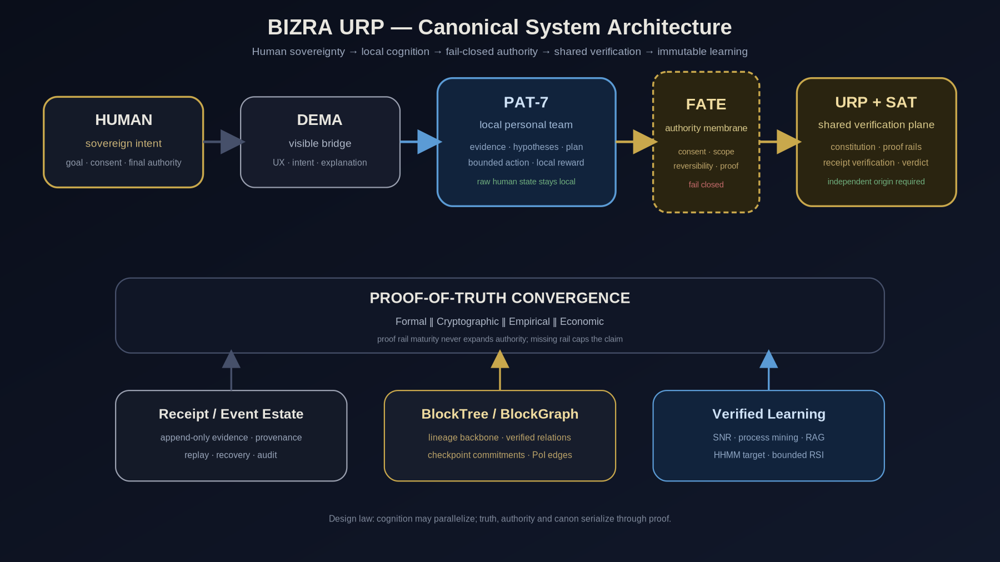 BIZRA URP — Canonical System Architecture
Human sovereignty → local cognition → fail-closed authority → shared verification → immutable learning
HUMAN
sovereign intent
goal · consent · final authority
DEMA
visible bridge
UX · intent · explanation
PAT-7
local personal team
evidence · hypotheses · plan
bounded action · local reward
raw human state stays local
FATE
authority membrane
consent · scope
reversibility · proof
fail closed
URP + SAT
shared verification plane
constitution · proof rails
receipt verification · verdict
independent origin required
PROOF-OF-TRUTH CONVERGENCE
Formal ∥ Cryptographic ∥ Empirical ∥ Economic
proof rail maturity never expands authority; missing rail caps the claim
Receipt / Event Estate
append-only evidence · provenance
replay · recovery · audit
BlockTree / BlockGraph
lineage backbone · verified relations
checkpoint commitments · PoI edges
Verified Learning
SNR · process mining · RAG
HHMM target · bounded RSI
Design law: cognition may parallelize; truth, authority and canon serialize through proof.